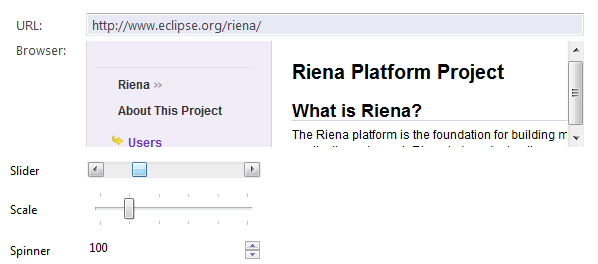 URL: http://www.eclipse.org/riena/
Browser:
Riena »
About This Project
Users
Riena Platform Project
What is Riena?
The Riena platform is the foundation for building m
Slider
Scale
Spinner 100